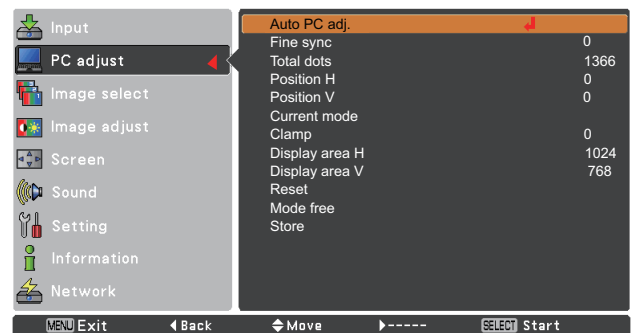 Input
PC adjust
Image select
Image adjust
Screen
Sound
Setting
Information
Network
Auto PC adj.
Fine sync 0
Total dots 1366
Position H 0
Position V 0
Current mode
Clamp 0
Display area H 1024
Display area V 768
Reset
Mode free
Store
MENU Exit Back Move ----- SELECT Start